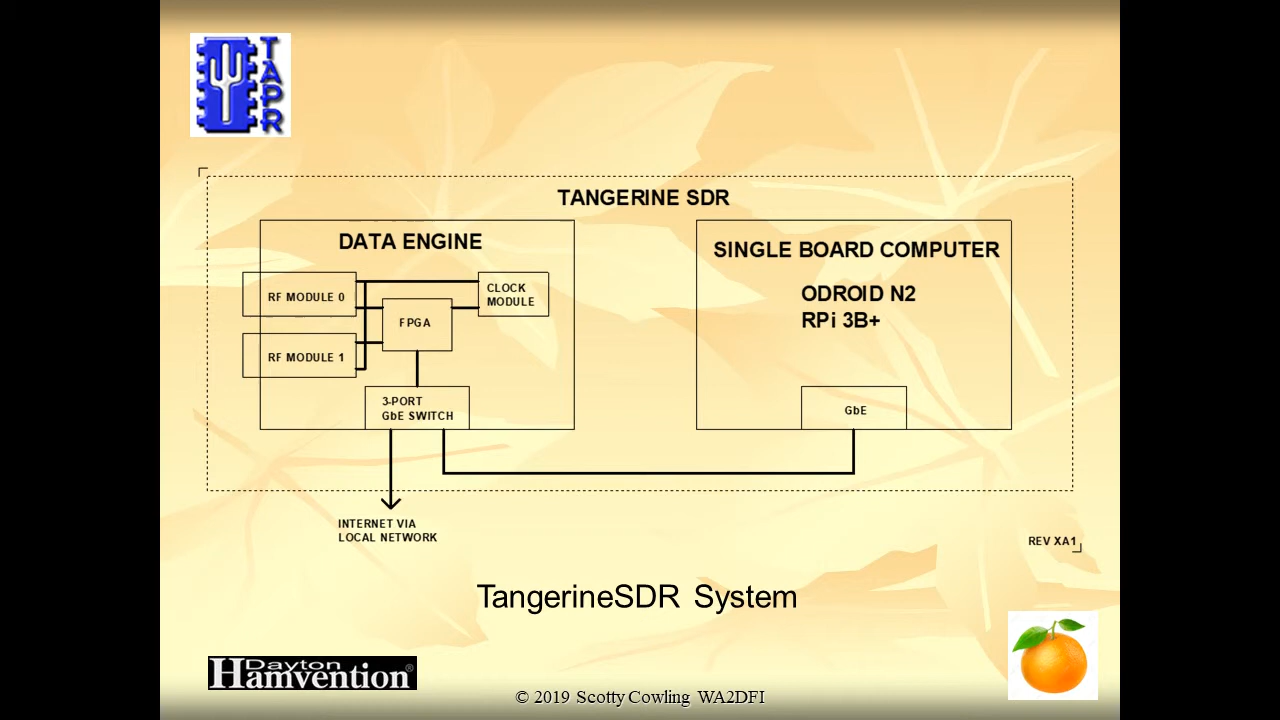 TAPR
TANGERINE SDR
DATA ENGINE
RF MODULE 0
CLOCK
MODULE
FPGA
RF MODULE 1
3-PORT
GbE SWITCH
SINGLE BOARD COMPUTER
ODROID N2
RPi 3B+
GbE
INTERNET VIA
LOCAL NETWORK
REV XA1
TangerineSDR System
Dayton
Hamvention®
© 2019 Scotty Cowling WA2DFI